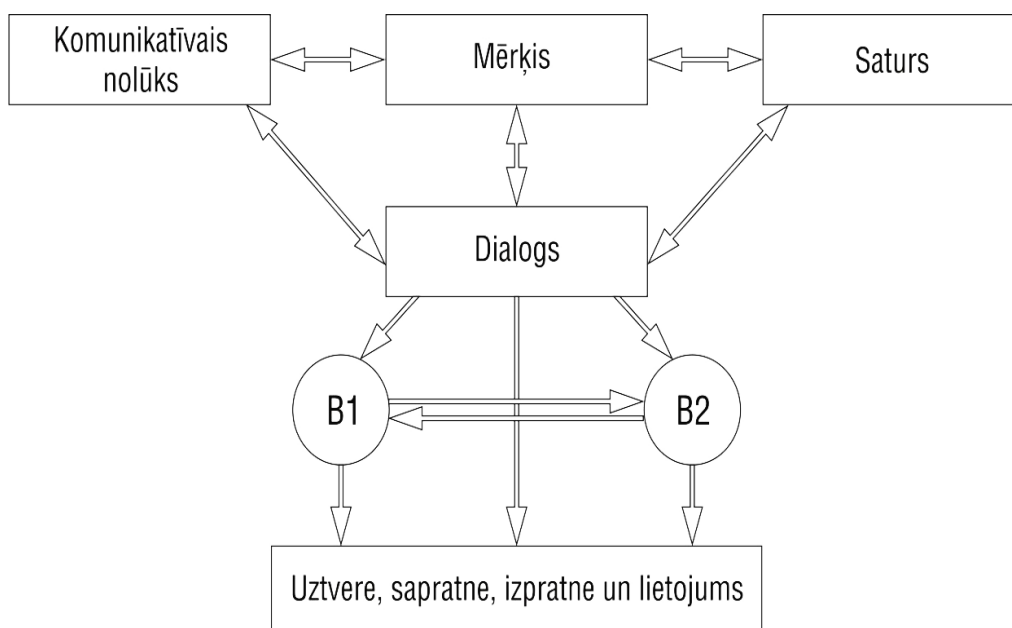 Komunikatīvais
nolūks
Mērķis
Saturs
Dialogs
B1
B2
Uztvere, sapratne, izpratne un lietojums